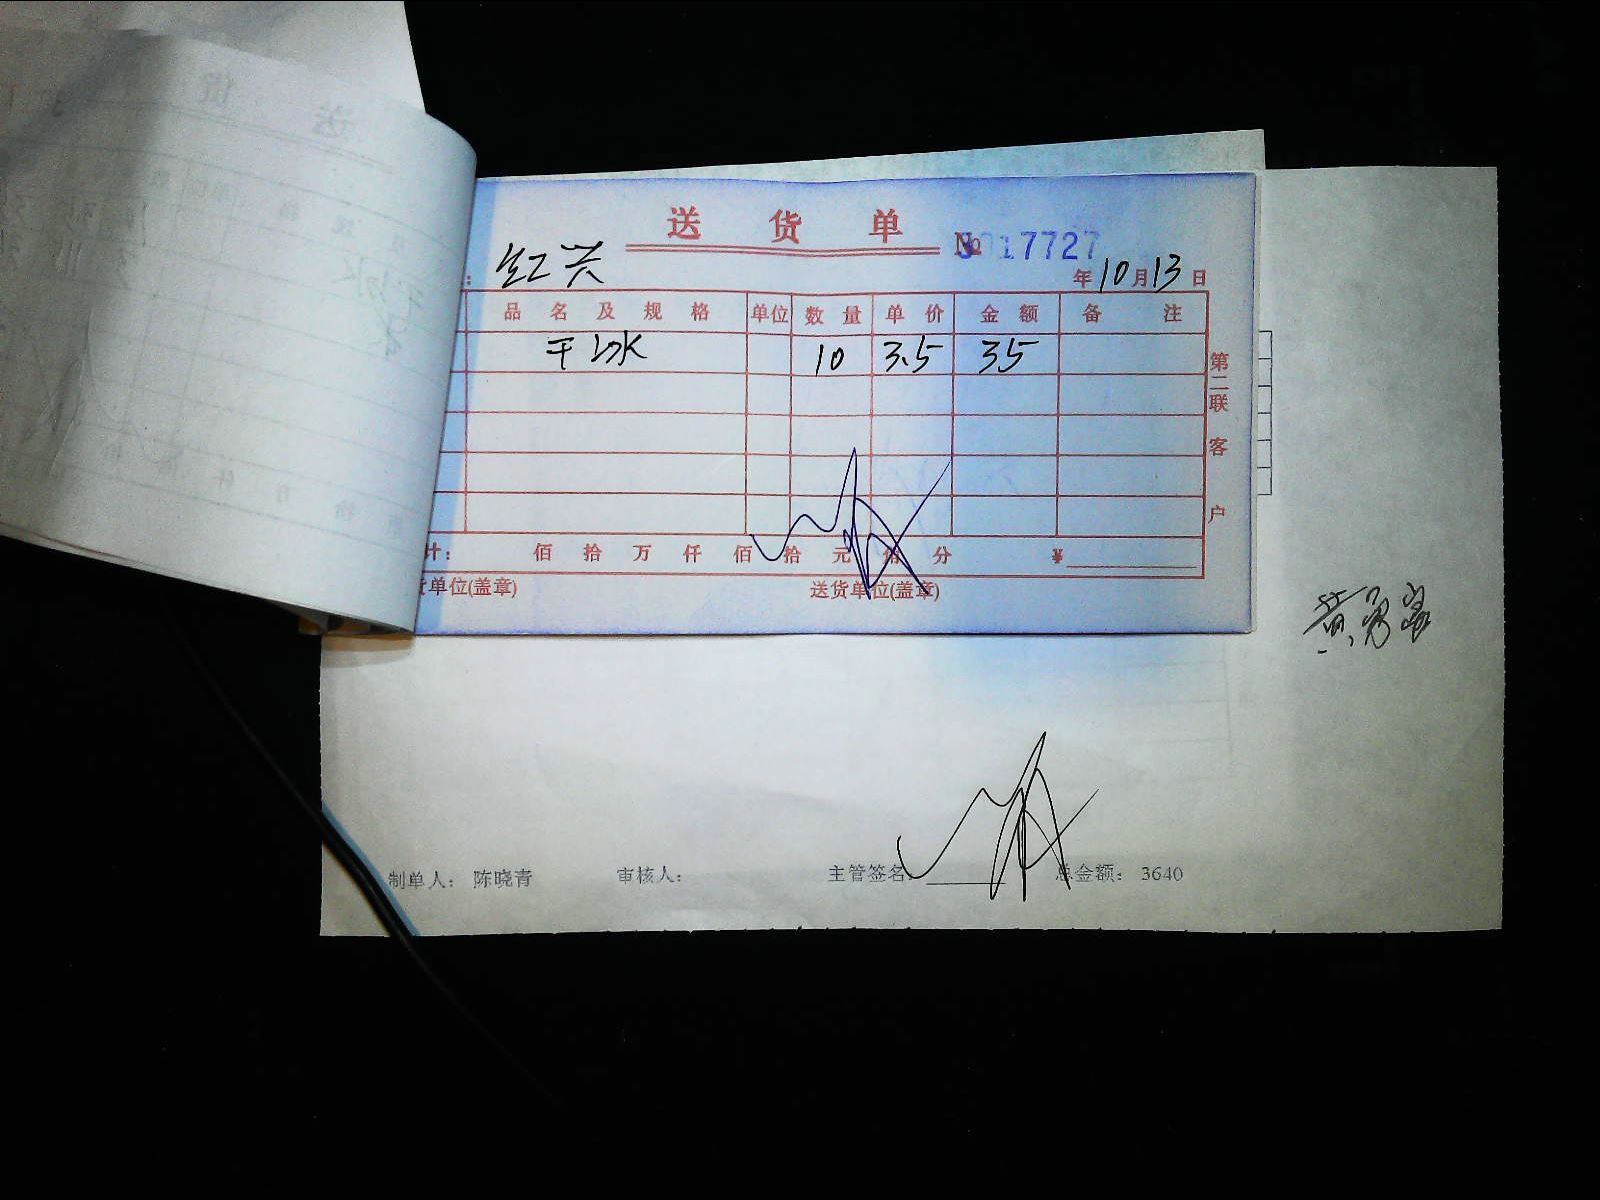 送货单
№ 017727
: 红兴 年10月13日
品名及规格 单位 数量 单价 金额 备注
干冰 10 3.5 35
第二联 客户
计: 佰 拾 万 仟 佰 拾 元 角 分 ¥
货单位(盖章) 送货单位(盖章)
制单人: 陈晓青 审核人: 主管签名: 总金额: 3640